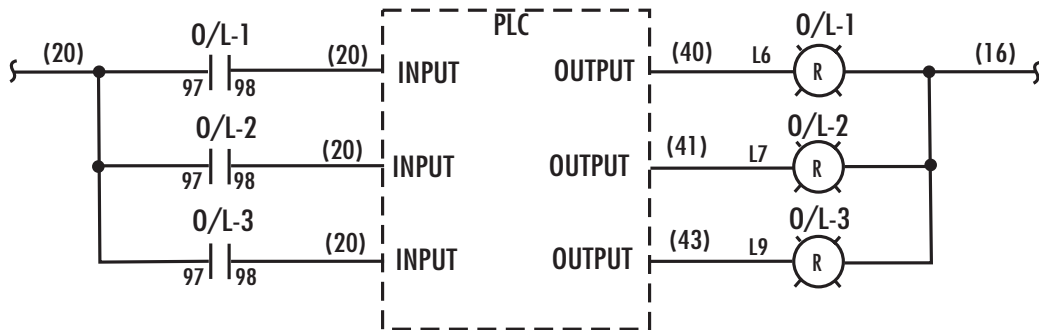 PLC
(20) O/L-1 (20) INPUT OUTPUT (40) L6 O/L-1 R (16)
97 98
O/L-2 (20) INPUT OUTPUT (41) L7 O/L-2 R
97 98
O/L-3 (20) INPUT OUTPUT (43) L9 O/L-3 R
97 98